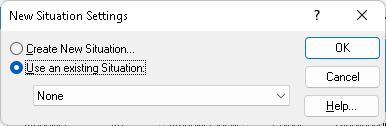 New Situation Settings
? ×
Create New Situation...
OK
Use an existing Situation:
Cancel
None
Help...